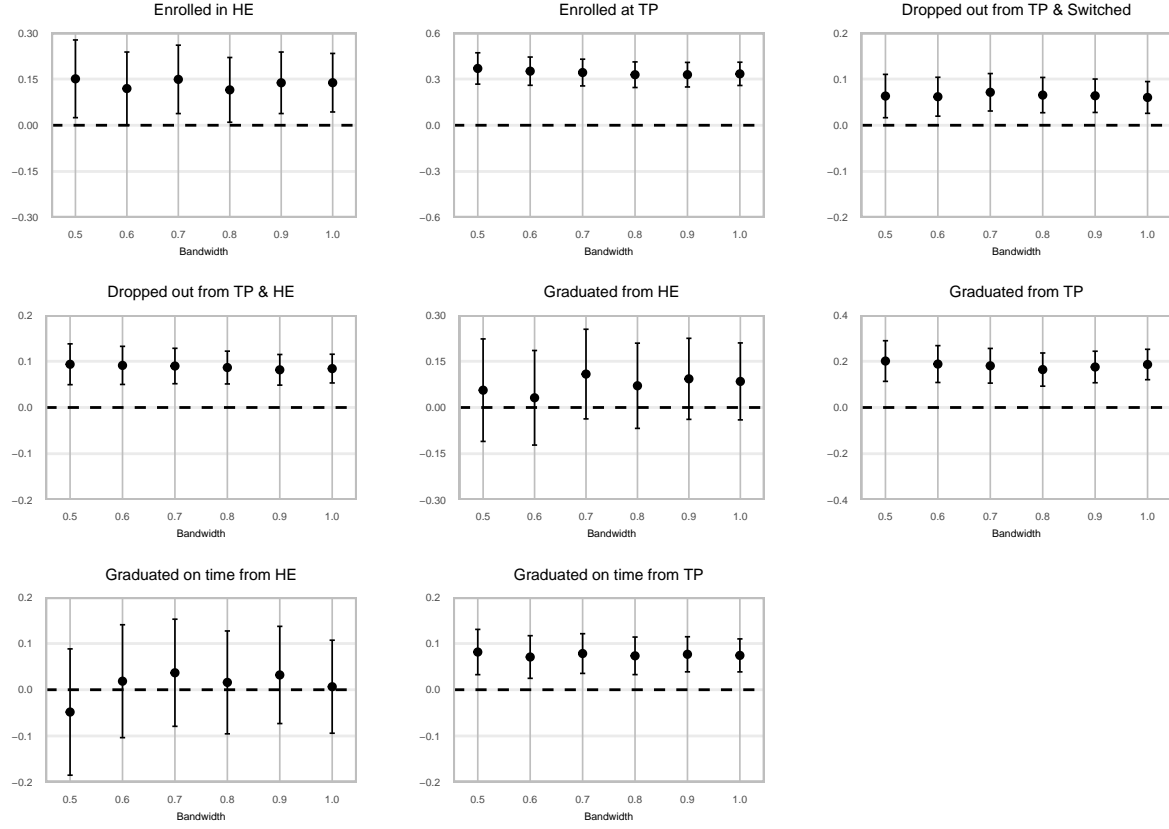 Enrolled in HE
0.30
0.15
0.00
−0.15
−0.30
0.5 0.6 0.7 0.8 0.9 1.0
Bandwidth
Enrolled at TP
0.6
0.3
0.0
−0.3
−0.6
0.5 0.6 0.7 0.8 0.9 1.0
Bandwidth
Dropped out from TP & Switched
0.2
0.1
0.0
−0.1
−0.2
0.5 0.6 0.7 0.8 0.9 1.0
Bandwidth
Dropped out from TP & HE
0.2
0.1
0.0
−0.1
−0.2
0.5 0.6 0.7 0.8 0.9 1.0
Bandwidth
Graduated from HE
0.30
0.15
0.00
−0.15
−0.30
0.5 0.6 0.7 0.8 0.9 1.0
Bandwidth
Graduated from TP
0.4
0.2
0.0
−0.2
−0.4
0.5 0.6 0.7 0.8 0.9 1.0
Bandwidth
Graduated on time from HE
0.2
0.1
0.0
−0.1
−0.2
0.5 0.6 0.7 0.8 0.9 1.0
Bandwidth
Graduated on time from TP
0.2
0.1
0.0
−0.1
−0.2
0.5 0.6 0.7 0.8 0.9 1.0
Bandwidth